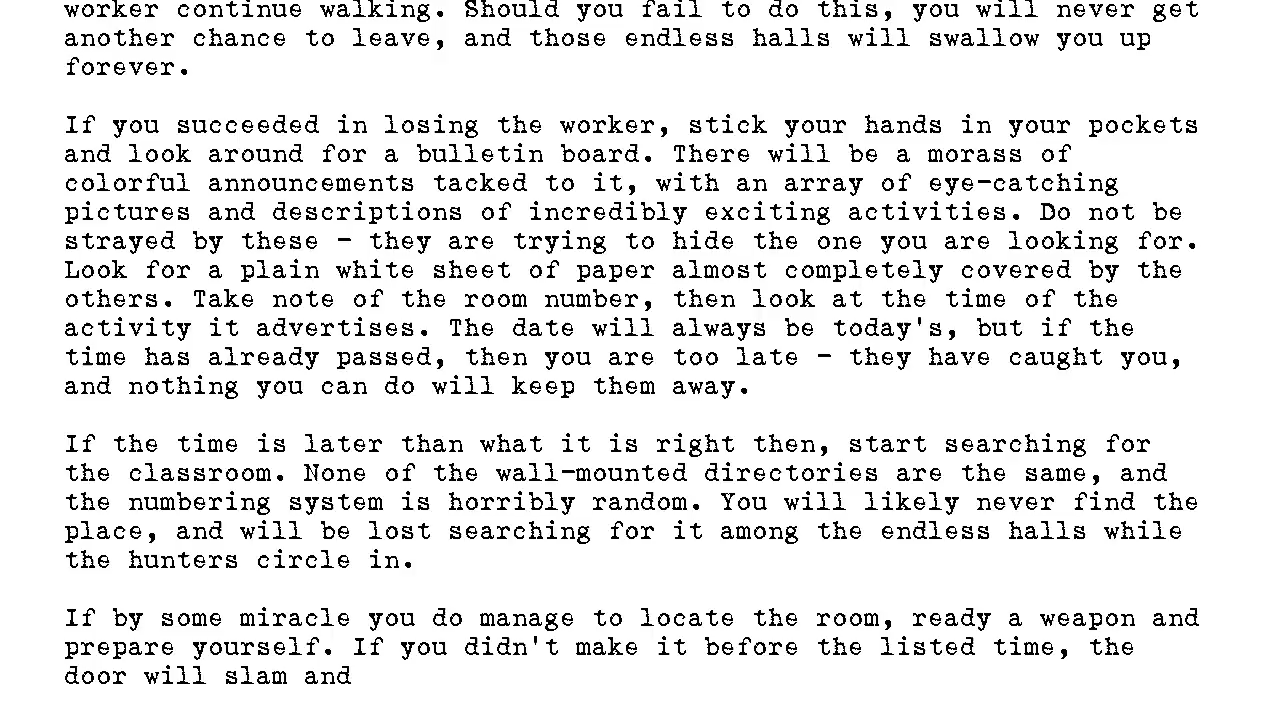 worker continue walking. Should you fail to do this, you will never get
another chance to leave, and those endless halls will swallow you up
forever.
If you succeeded in losing the worker, stick your hands in your pockets
and look around for a bulletin board. There will be a morass of
colorful announcements tacked to it, with an array of eye-catching
pictures and descriptions of incredibly exciting activities. Do not be
strayed by these - they are trying to hide the one you are looking for.
Look for a plain white sheet of paper almost completely covered by the
others. Take note of the room number, then look at the time of the
activity it advertises. The date will always be today's, but if the
time has already passed, then you are too late - they have caught you,
and nothing you can do will keep them away.
If the time is later than what it is right then, start searching for
the classroom. None of the wall-mounted directories are the same, and
the numbering system is horribly random. You will likely never find the
place, and will be lost searching for it among the endless halls while
the hunters circle in.
If by some miracle you do manage to locate the room, ready a weapon and
prepare yourself. If you didn't make it before the listed time, the
door will slam and